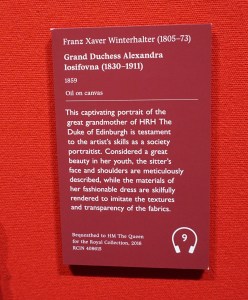 Franz Xaver Winterhalter (1805–73)
Grand Duchess Alexandra
Iosifovna (1830–1911)
1859
Oil on canvas
This captivating portrait of the
great grandmother of HRH The
Duke of Edinburgh is testament
to the artist's skills as a society
portraitist. Considered a great
beauty in her youth, the sitter's
face and shoulders are meticulously
described, while the materials of
her fashionable dress are skilfully
rendered to imitate the textures
and transparency of the fabrics.
Bequeathed to HM The Queen
for the Royal Collection, 2018
RCIN 408015
9